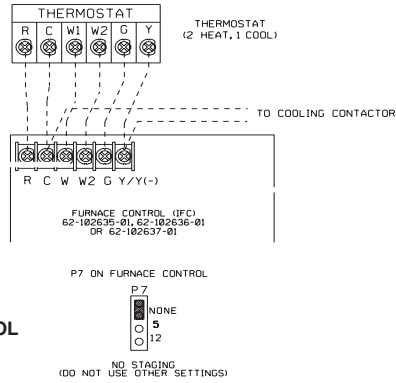 THERMOSTAT
R C W1 W2 G Y
THERMOSTAT
(2 HEAT, 1 COOL)
TO COOLING CONTACTOR
R C W W2 G Y/Y(-)
FURNACE CONTROL (IFC)
62-102635-01, 62-102636-01
OR 62-102637-01
P7 ON FURNACE CONTROL
P7
NONE
5
12
OL
NO STAGING
(DO NOT USE OTHER SETTINGS)